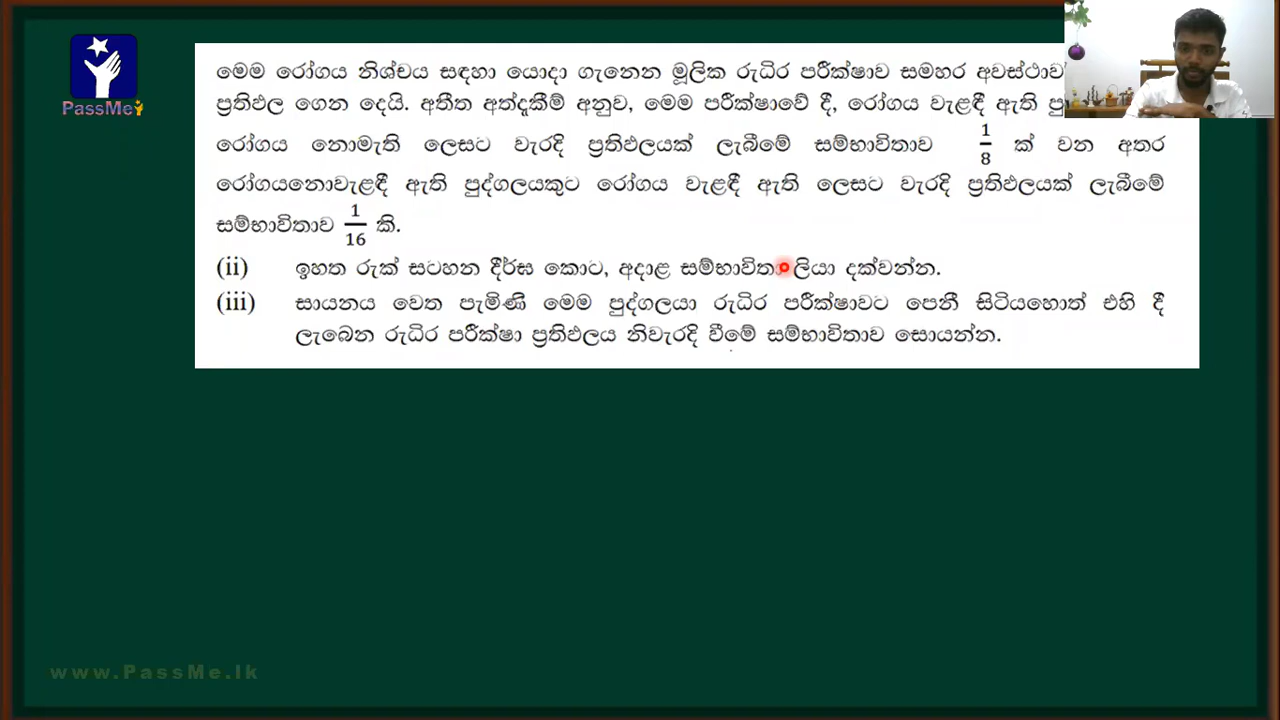 PassMe
මෙම රෝගය නිශ්චය සඳහා යොදා ගැනෙන මූලික රුධිර පරීක්ෂාව සමහර
ප්‍රතිඵල ගෙන දෙයි. අතීත අත්දැකීම් අනුව, මෙම පරීක්ෂාවේ දී, රෝගය වැළඳී ඇති
රෝගය නොමැති ලෙසට වැරදි ප්‍රතිඵලයක් ලැබීමේ සම්භාවිතාව 1/8 ක් වන අතර
රෝගයනොවැළඳී ඇති පුද්ගලයකුට රෝගය වැළඳී ඇති ලෙසට වැරදි ප්‍රතිඵලයක් ලැබීමේ
සම්භාවිතාව 1/16 කි.
(ii) ඉහත රුක් සටහන දීර්ඝ කොට, අදාළ දක්වන්න.
(iii) සායනය වෙත පැමිණි මෙම පුද්ගලයා රුධිර පරීක්ෂාවට පෙනී සිටියහොත් එහි දී
ලැබෙන රුධිර පරීක්ෂා ප්‍රතිඵලය නිවැරදි වීමේ සම්භාවිතාව සොයන්න.
www.PassMe.lk